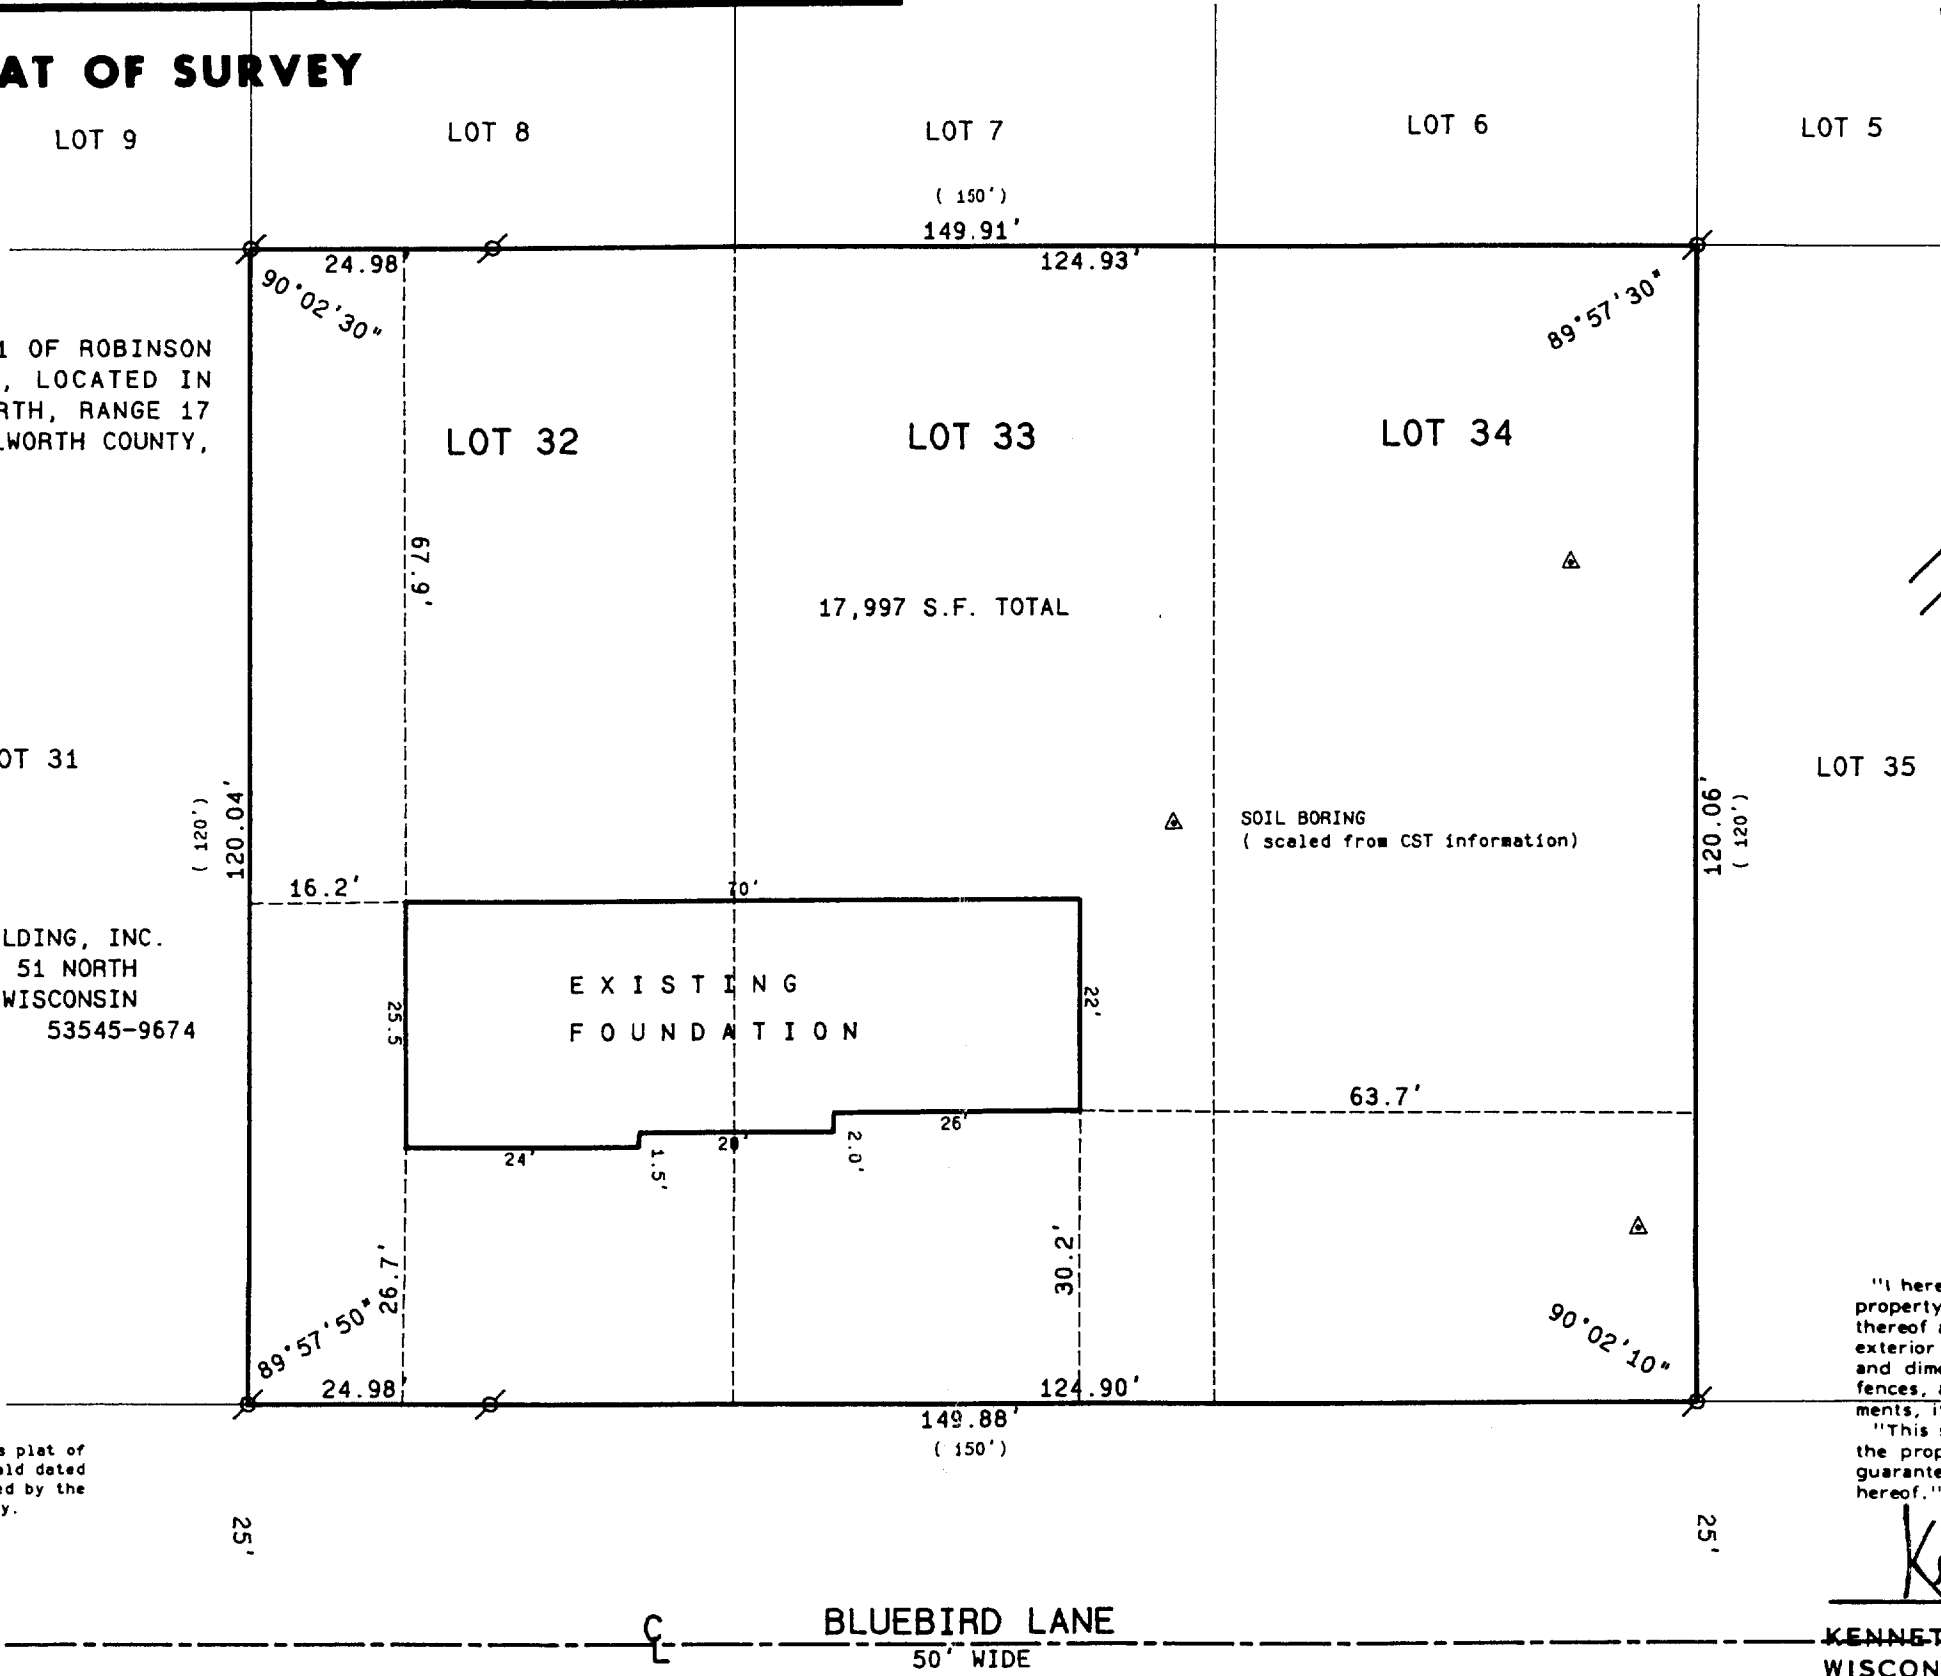 AT OF SURVEY
LOT 9
LOT 8
LOT 7
LOT 6
LOT 5
( 150')
149.91'
24.98'
124.93'
90°02'30"
89°57'30"
1 OF ROBINSON
, LOCATED IN
RTH, RANGE 17
LWORTH COUNTY,
LOT 32
LOT 33
LOT 34
67.9'
17,997 S.F. TOTAL
OT 31
LOT 35
( 120')
120.04'
120.06'
( 120')
SOIL BORING
( scaled from CST information)
16.2'
70'
LDING, INC.
51 NORTH
WISCONSIN
53545-9674
EXISTING
FOUNDATION
25.5
22'
63.7'
24'
20'
26'
1.5'
2.0'
26.7'
30.2'
89°57'50"
90°02'10"
24.98'
124.90'
149.88'
( 150')
s plat of
ald dated
ed by the
y.
"I here
property
thereof a
exterior
and dime
fences, a
ments, i
"This s
the prop
guarante
hereof."
25'
25'
CL
BLUEBIRD LANE
50' WIDE
KENNET
WISCON